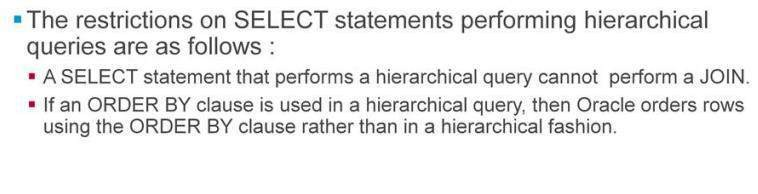 The restrictions on SELECT statements performing hierarchical
queries are as follows :
A SELECT statement that performs a hierarchical query cannot perform a JOIN.
If an ORDER BY clause is used in a hierarchical query, then Oracle orders rows
using the ORDER BY clause rather than in a hierarchical fashion.